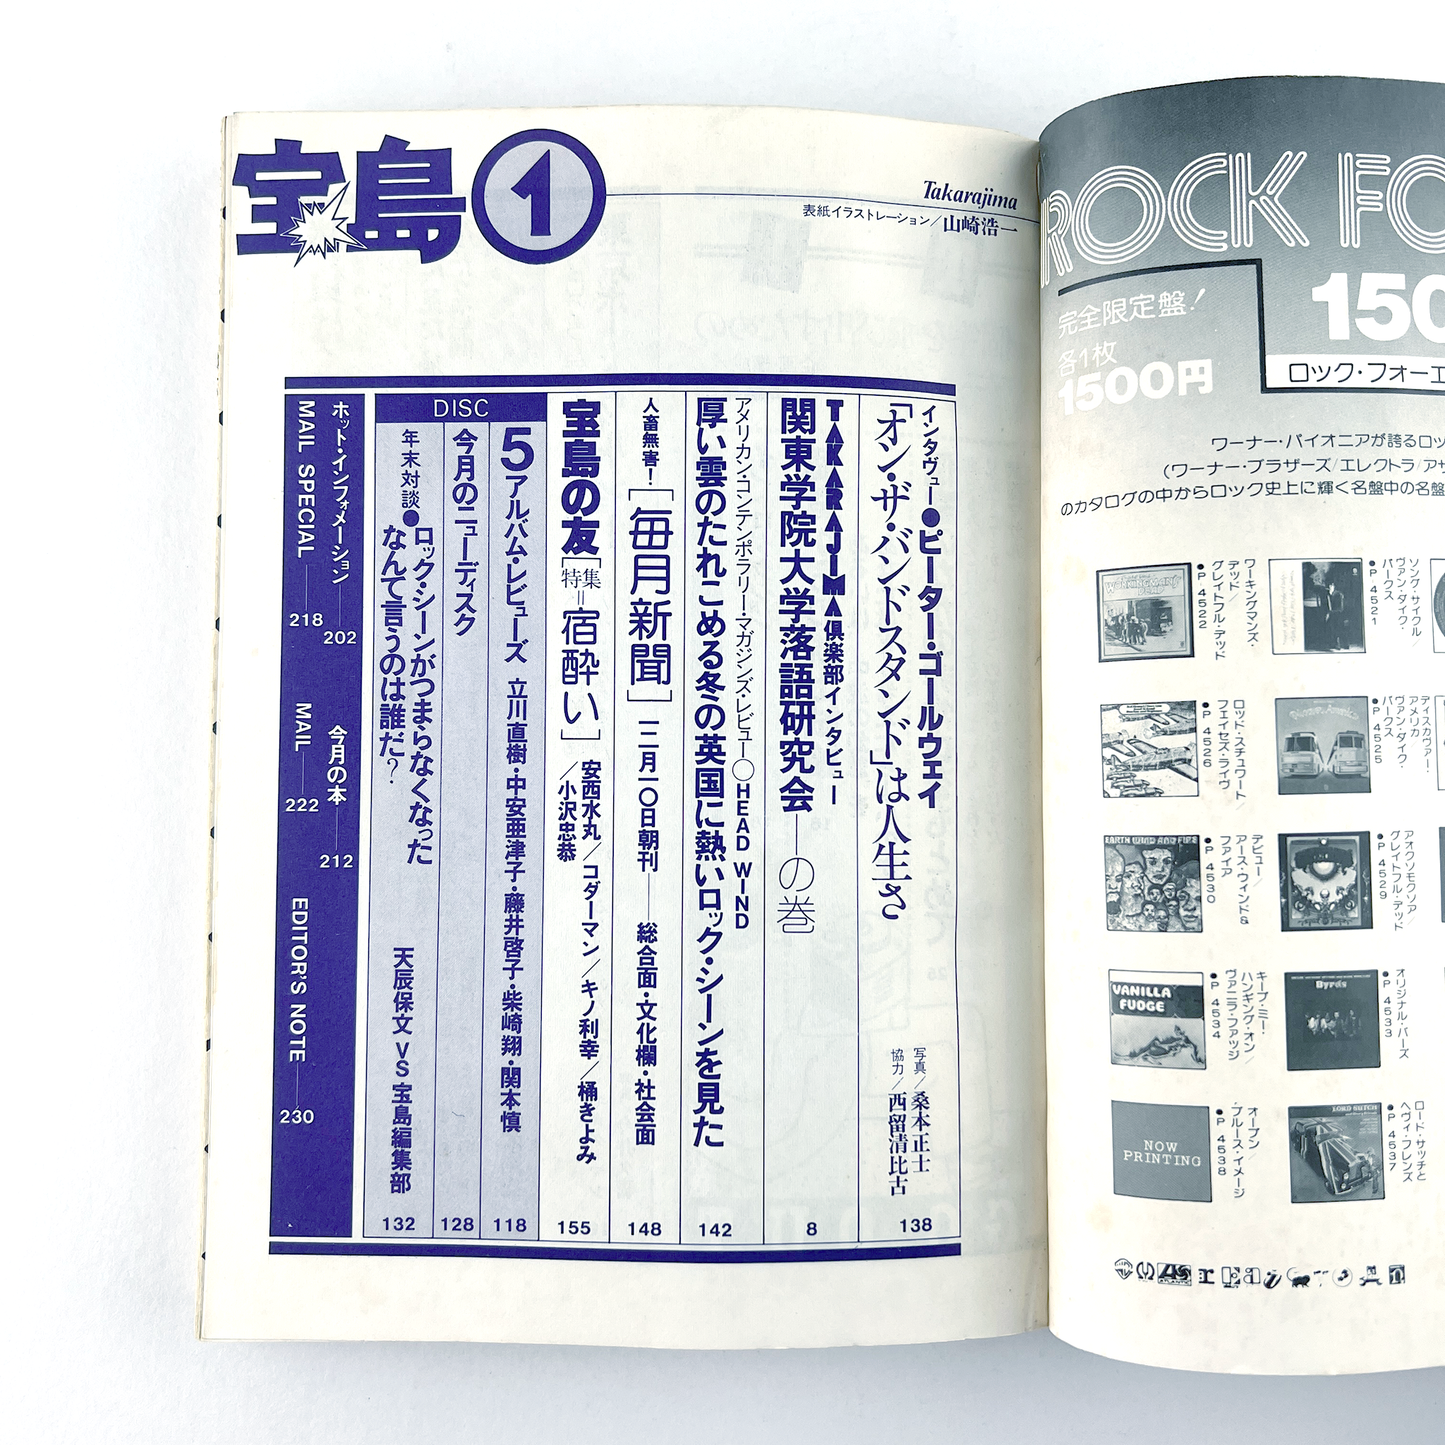 宝島 1
Takarajima
表紙イラストレーション／山崎浩一
インタヴュー●ピーター・ゴールウェイ
「オン・ザ・バンドスタンド」は人生さ
写真／桑本正士
協力／西留清比古
138
TAKARAJIMA倶楽部インタビュー
関東学院大学落語研究会──の巻
8
アメリカン・コンテンポラリー・マガジンズ・レビュー○HEAD WIND
厚い雲のたれこめる冬の英国に熱いロック・シーンを見た
142
人畜無害！［毎月新聞］一二月一〇日朝刊──総合面・文化欄・社会面
148
宝島の友［特集＝宿酔い］安西水丸／コダーマン／キノ利幸／桶きよみ
／小沢忠恭
155
DISC
5アルバム・レビューズ 立川直樹・中安亜津子・藤井啓子・柴崎翔・関本慎
118
今月のニューディスク
128
年末対談●ロック・シーンがつまらなくなった
なんて言うのは誰だ？
天辰保文 VS 宝島編集部
132
ホット・インフォメーション──202
今月の本──212
MAIL SPECIAL──218
MAIL──222
EDITOR'S NOTE──230
ROCK FO
完全限定盤！
各1枚
1500円
150
ロック・フォーエ
ワーナー・パイオニアが誇るロッ
(ワーナー・ブラザーズ/エレクトラ/アサ
のカタログの中からロック史上に輝く名盤中の名盤
ソング・サイクル／
ヴァン・ダイク・
パークス
●P 4521
ワーキングマンズ・
デッド／
グレイトフル・デッド
●P 4522
ディスカヴァー・
アメリカ
ヴァン・ダイク・
パークス
●P 4525
ロッド・スチュワート／
フェイセズ・ライヴ
●P 4526
アオクソモクソア／
グレイトフル・デッド
●P 4529
デビュー／
アース・ウィンド＆
ファイア
●P 4530
EARTH WIND AND FIRE
オリジナル・バーズ
●P 4533
Byrds
キープ・ミー・
ハンギング・オン／
ヴァニラ・ファッジ
●P 4534
VANILLA
FUDGE
ロード・サッチと
ヘヴィ・フレンズ
●P 4537
LORD SUTCH
オープン／
ブルース・イメージ
●P 4538
NOW
PRINTING